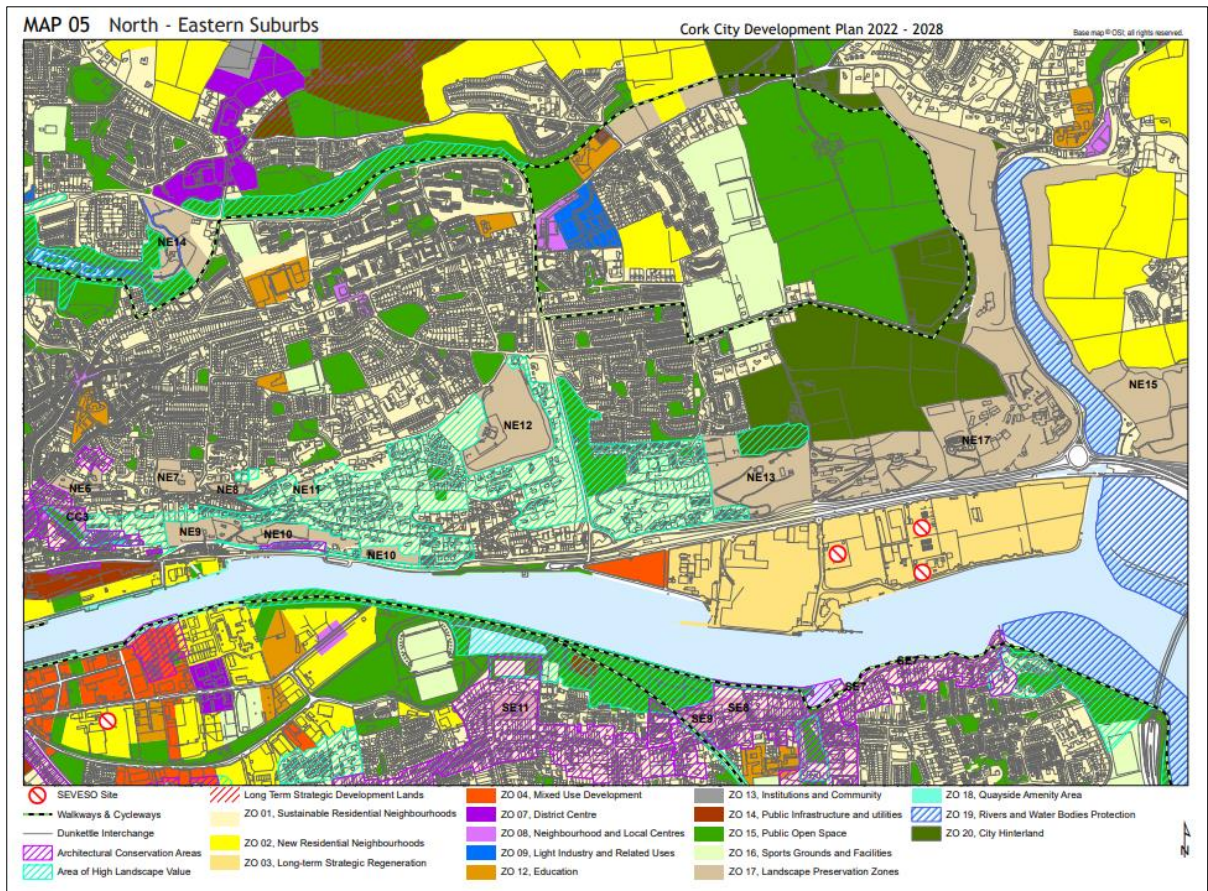 MAP 05 North - Eastern Suburbs
Cork City Development Plan 2022 - 2028
Base map © OSI, all rights reserved.
NE14
NE15
NE12
NE17
NE13
NE6
NE7
NE8
NE11
CC3
NE9
NE10
NE10
SE7
SE7
SE11
SE8
SE9
SEVESO Site
Walkways & Cycleways
Dunkettle Interchange
Architectural Conservation Areas
Area of High Landscape Value
Long Term Strategic Development Lands
ZO 01, Sustainable Residential Neighbourhoods
ZO 02, New Residential Neighbourhoods
ZO 03, Long-term Strategic Regeneration
ZO 04, Mixed Use Development
ZO 07, District Centre
ZO 08, Neighbourhood and Local Centres
ZO 09, Light Industry and Related Uses
ZO 12, Education
ZO 13, Institutions and Community
ZO 14, Public Infrastructure and utilities
ZO 15, Public Open Space
ZO 16, Sports Grounds and Facilities
ZO 17, Landscape Preservation Zones
ZO 18, Quayside Amenity Area
ZO 19, Rivers and Water Bodies Protection
ZO 20, City Hinterland
N